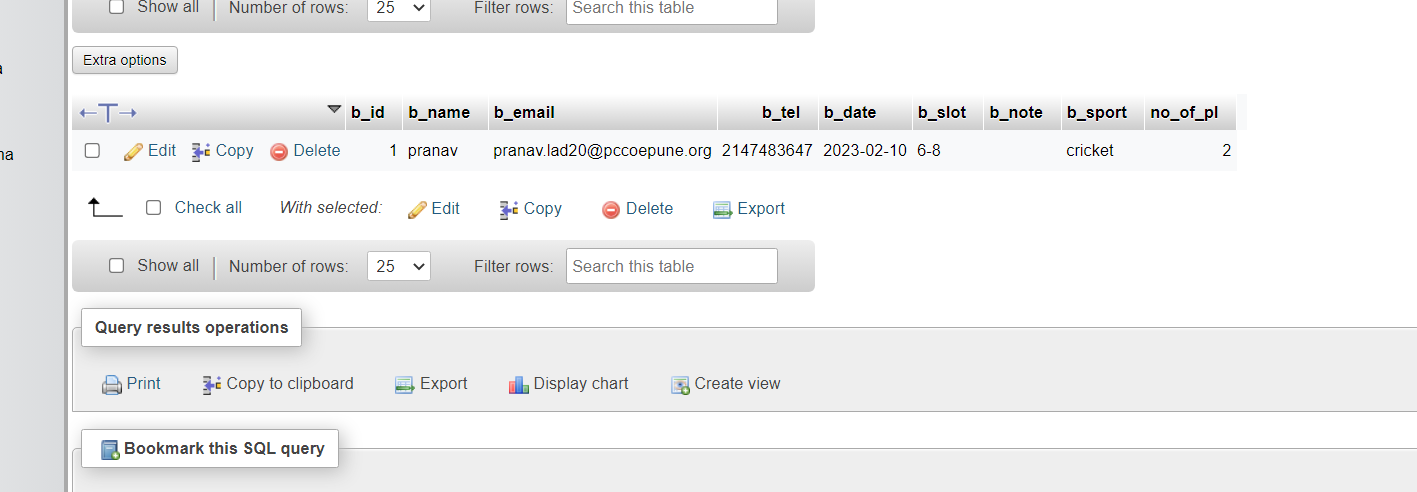 Show all Number of rows: 25 Filter rows: Search this table
Extra options
b_id b_name b_email b_tel b_date b_slot b_note b_sport no_of_pl
Edit Copy Delete 1 pranav pranav.lad20@pccoepune.org 2147483647 2023-02-10 6-8 cricket 2
Check all With selected: Edit Copy Delete Export
Show all Number of rows: 25 Filter rows: Search this table
Query results operations
Print Copy to clipboard Export Display chart Create view
Bookmark this SQL query